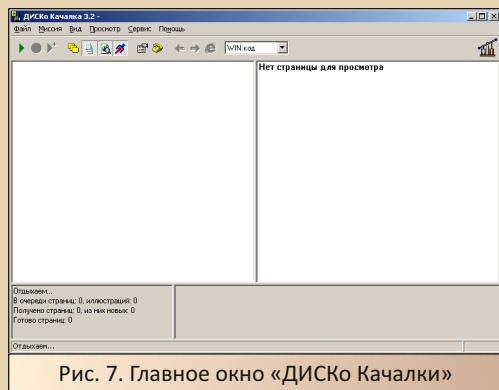 ДИСКо Качалка 3.2 -
Файл Миссия Вид Просмотр Сервис Помощь
WIN код
Нет страницы для просмотра
Отдыхаем...
В очереди страниц: 0, иллюстраций: 0
Получено страниц: 0, из них новых: 0
Готово страниц: 0
Отдыхаем...
Рис. 7. Главное окно «ДИСКо Качалки»